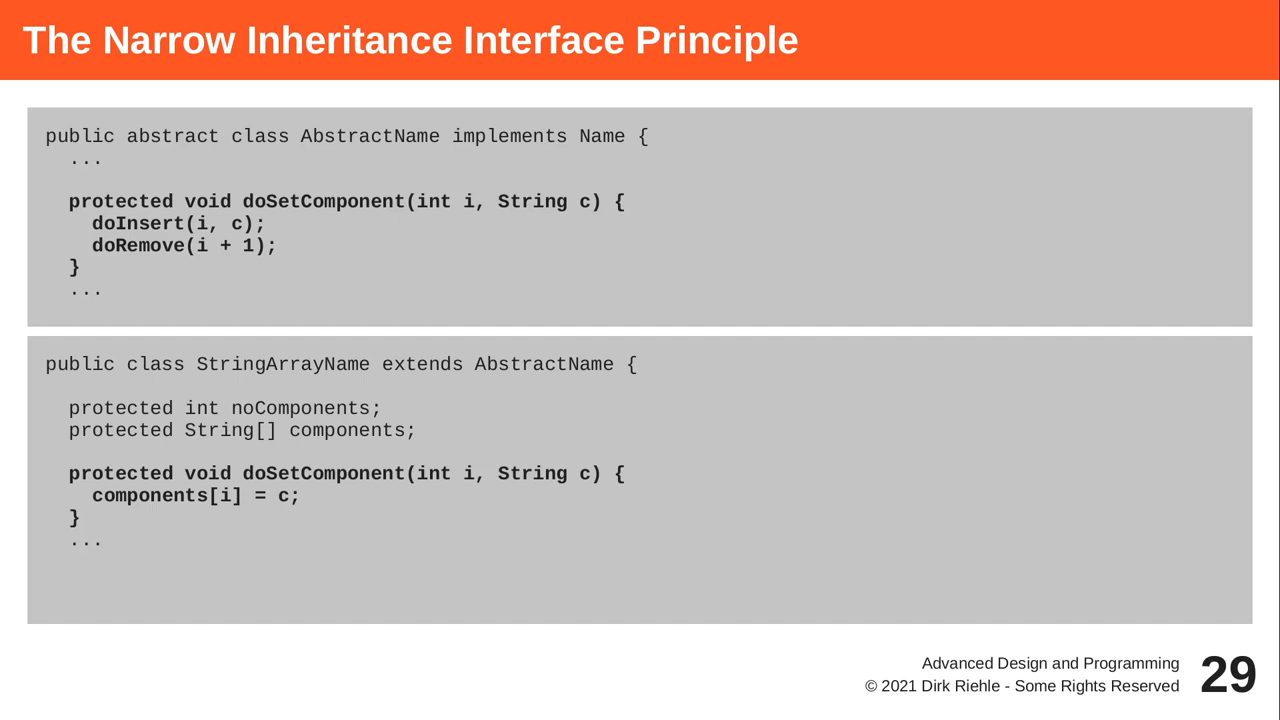 The Narrow Inheritance Interface Principle
public abstract class AbstractName implements Name {
  ...
  protected void doSetComponent(int i, String c) {
    doInsert(i, c);
    doRemove(i + 1);
  }
  ...
public class StringArrayName extends AbstractName {
  protected int noComponents;
  protected String[] components;
  protected void doSetComponent(int i, String c) {
    components[i] = c;
  }
  ...
Advanced Design and Programming
© 2021 Dirk Riehle - Some Rights Reserved
29